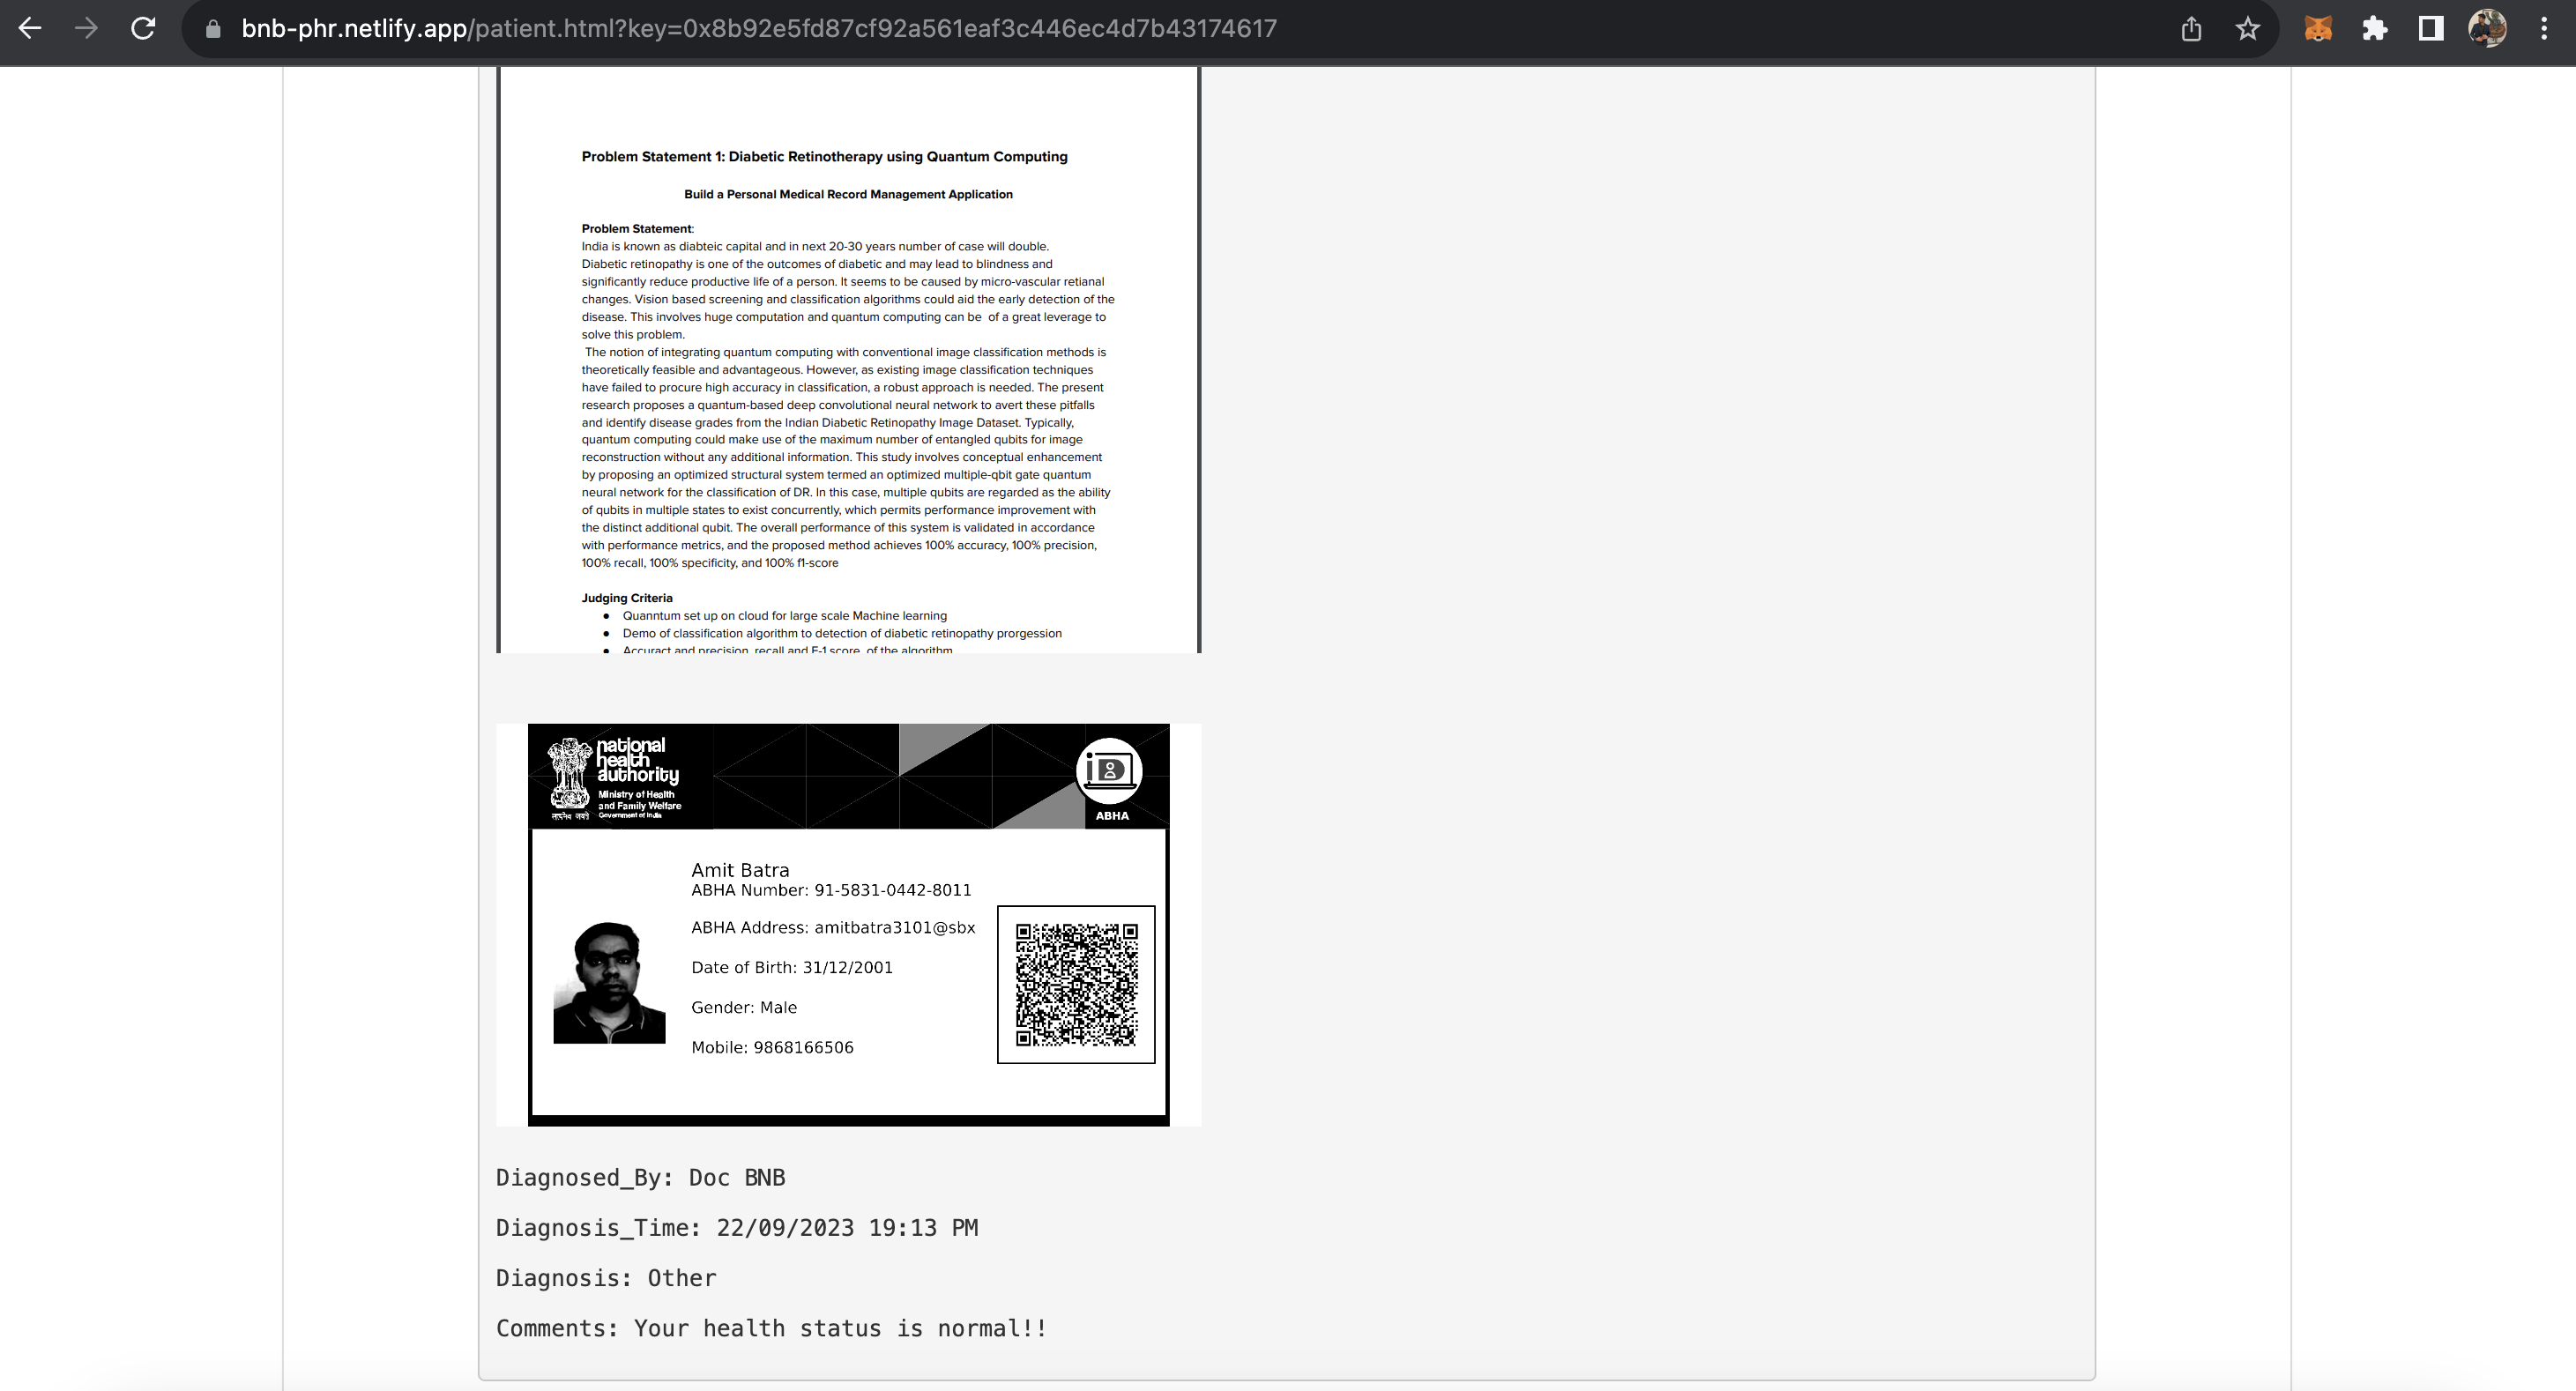 bnb-phr.netlify.app/patient.html?key=0x8b92e5fd87cf92a561eaf3c446ec4d7b43174617
Problem Statement 1: Diabetic Retinotherapy using Quantum Computing
Build a Personal Medical Record Management Application
Problem Statement:
India is known as diabteic capital and in next 20-30 years number of case will double.
Diabetic retinopathy is one of the outcomes of diabetic and may lead to blindness and
significantly reduce productive life of a person. It seems to be caused by micro-vascular retianal
changes. Vision based screening and classification algorithms could aid the early detection of the
disease. This involves huge computation and quantum computing can be  of a great leverage to
solve this problem.
The notion of integrating quantum computing with conventional image classification methods is
theoretically feasible and advantageous. However, as existing image classification techniques
have failed to procure high accuracy in classification, a robust approach is needed. The present
research proposes a quantum-based deep convolutional neural network to avert these pitfalls
and identify disease grades from the Indian Diabetic Retinopathy Image Dataset. Typically,
quantum computing could make use of the maximum number of entangled qubits for image
reconstruction without any additional information. This study involves conceptual enhancement
by proposing an optimized structural system termed an optimized multiple-qbit gate quantum
neural network for the classification of DR. In this case, multiple qubits are regarded as the ability
of qubits in multiple states to exist concurrently, which permits performance improvement with
the distinct additional qubit. The overall performance of this system is validated in accordance
with performance metrics, and the proposed method achieves 100% accuracy, 100% precision,
100% recall, 100% specificity, and 100% f1-score
Judging Criteria
● Quanntum set up on cloud for large scale Machine learning
● Demo of classification algorithm to detection of diabetic retinopathy prorgession
● Accuract and precision, recall and F-1 score  of the algorithm
national
health
authority
Ministry of Health
and Family Welfare
Government of India
सत्यमेव जयते
iD
ABHA
Amit Batra
ABHA Number: 91-5831-0442-8011
ABHA Address: amitbatra3101@sbx
Date of Birth: 31/12/2001
Gender: Male
Mobile: 9868166506
Diagnosed_By: Doc BNB
Diagnosis_Time: 22/09/2023 19:13 PM
Diagnosis: Other
Comments: Your health status is normal!!